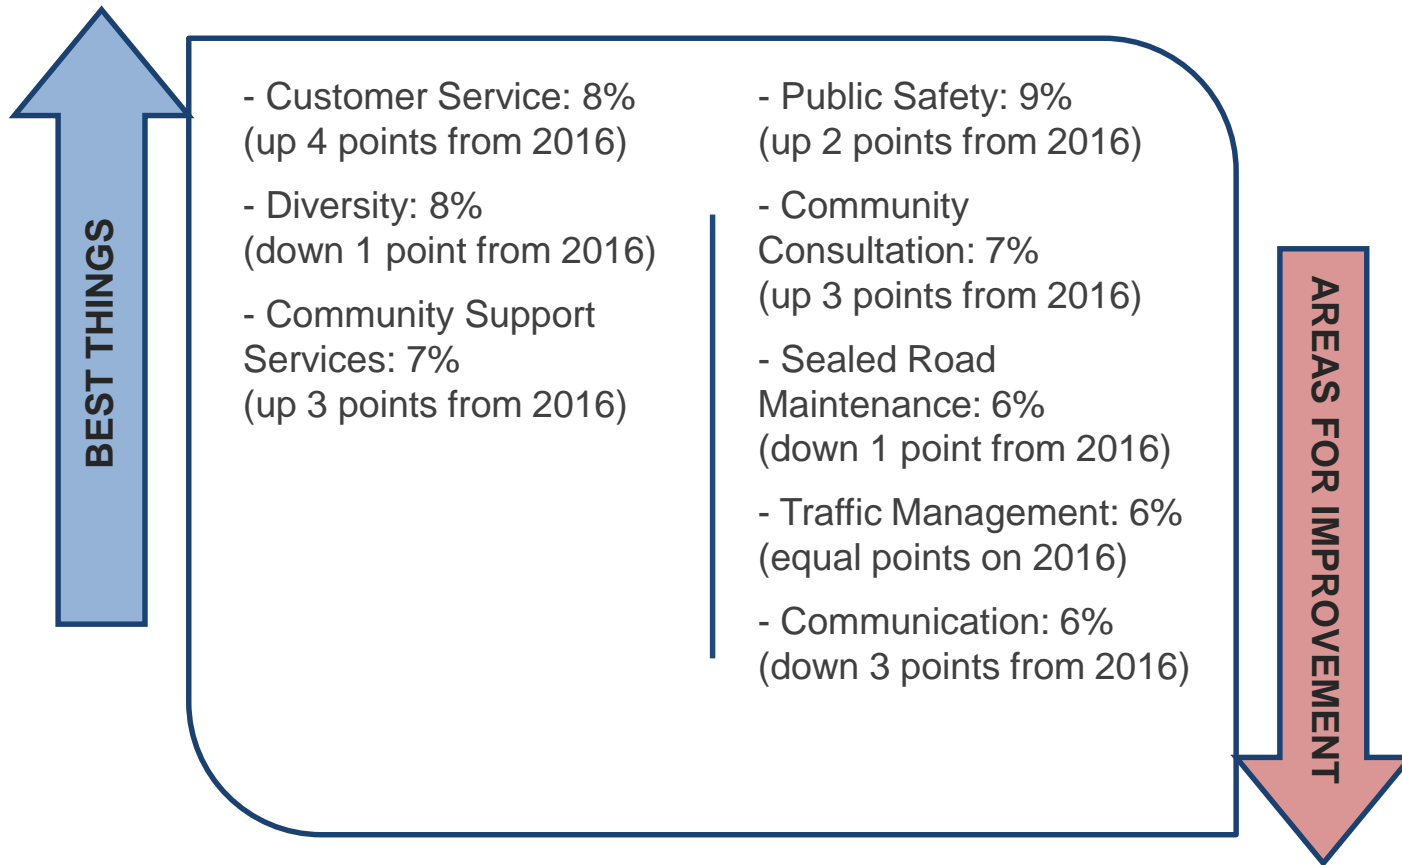 BEST THINGS
- Customer Service: 8%
(up 4 points from 2016)
- Diversity: 8%
(down 1 point from 2016)
- Community Support
Services: 7%
(up 3 points from 2016)
- Public Safety: 9%
(up 2 points from 2016)
- Community
Consultation: 7%
(up 3 points from 2016)
- Sealed Road
Maintenance: 6%
(down 1 point from 2016)
- Traffic Management: 6%
(equal points on 2016)
- Communication: 6%
(down 3 points from 2016)
AREAS FOR IMPROVEMENT